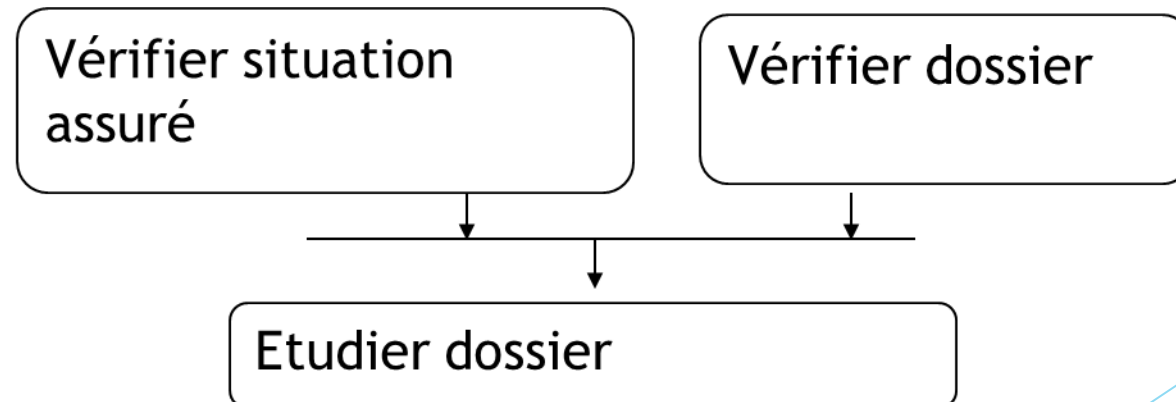 Vérifier situation
assuré
Vérifier dossier
Etudier dossier